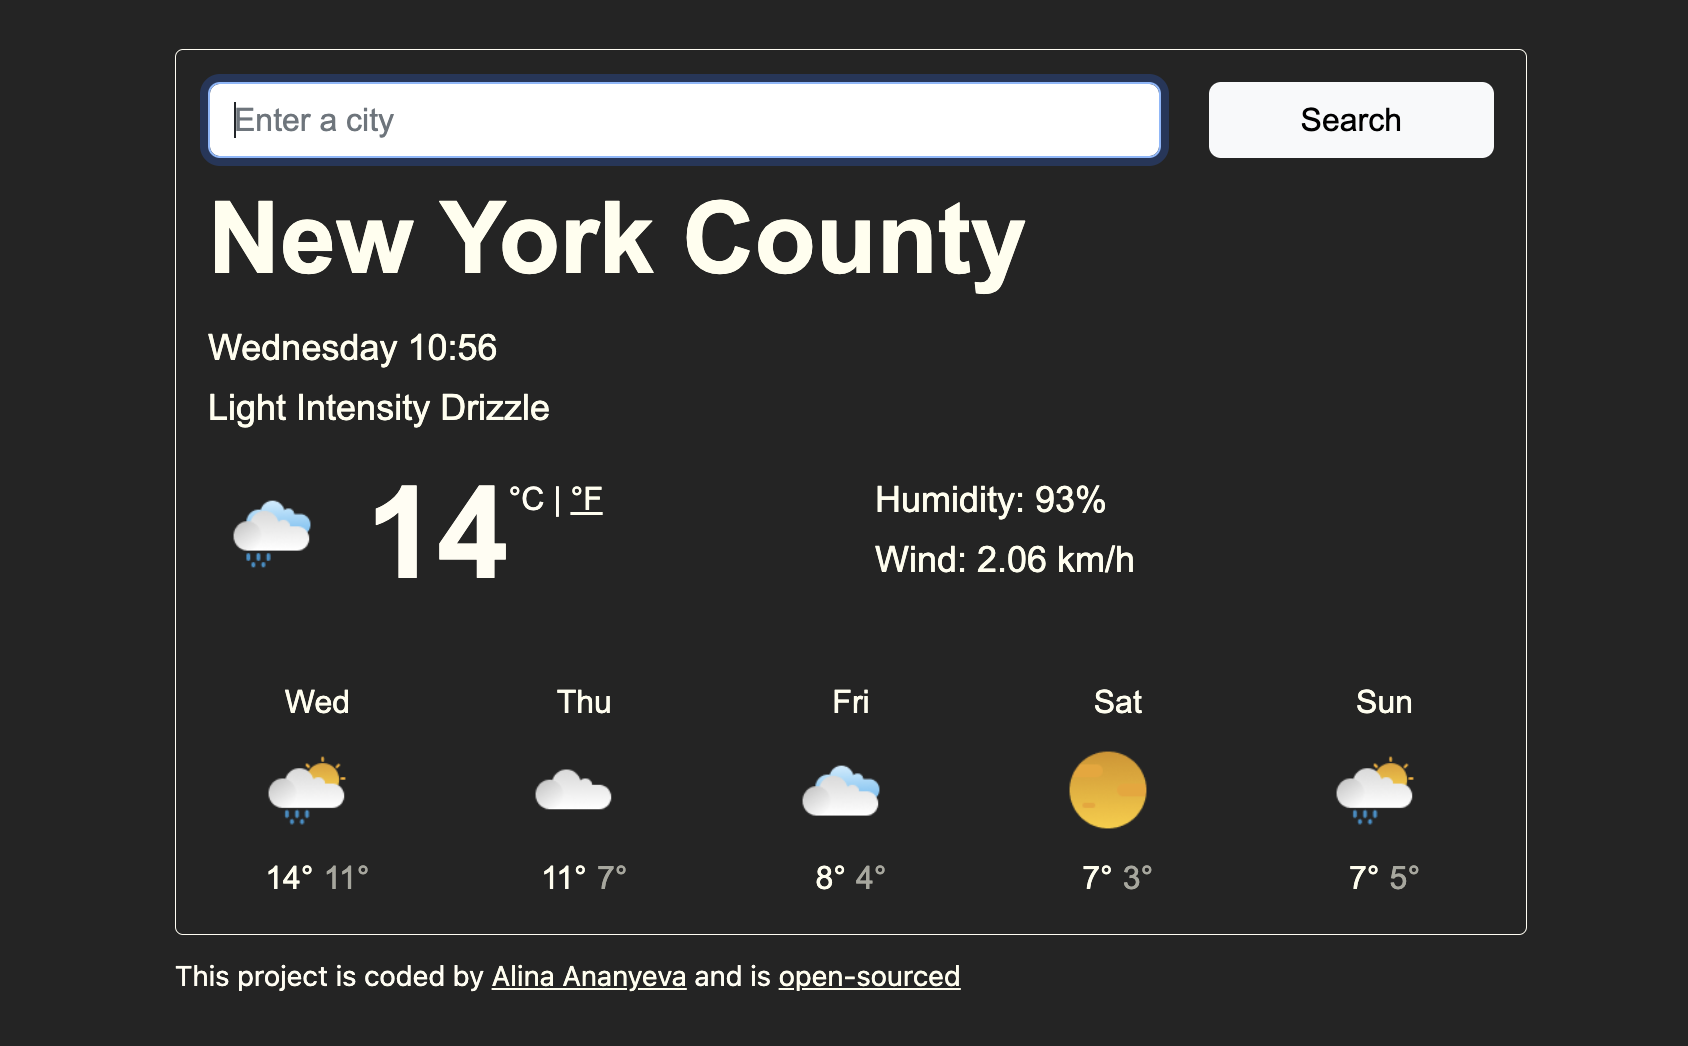 Enter a city
Search
New York County
Wednesday 10:56
Light Intensity Drizzle
14 °C | °F
Humidity: 93%
Wind: 2.06 km/h
Wed Thu Fri Sat Sun
14° 11° 11° 7° 8° 4° 7° 3° 7° 5°
This project is coded by Alina Ananyeva and is open-sourced